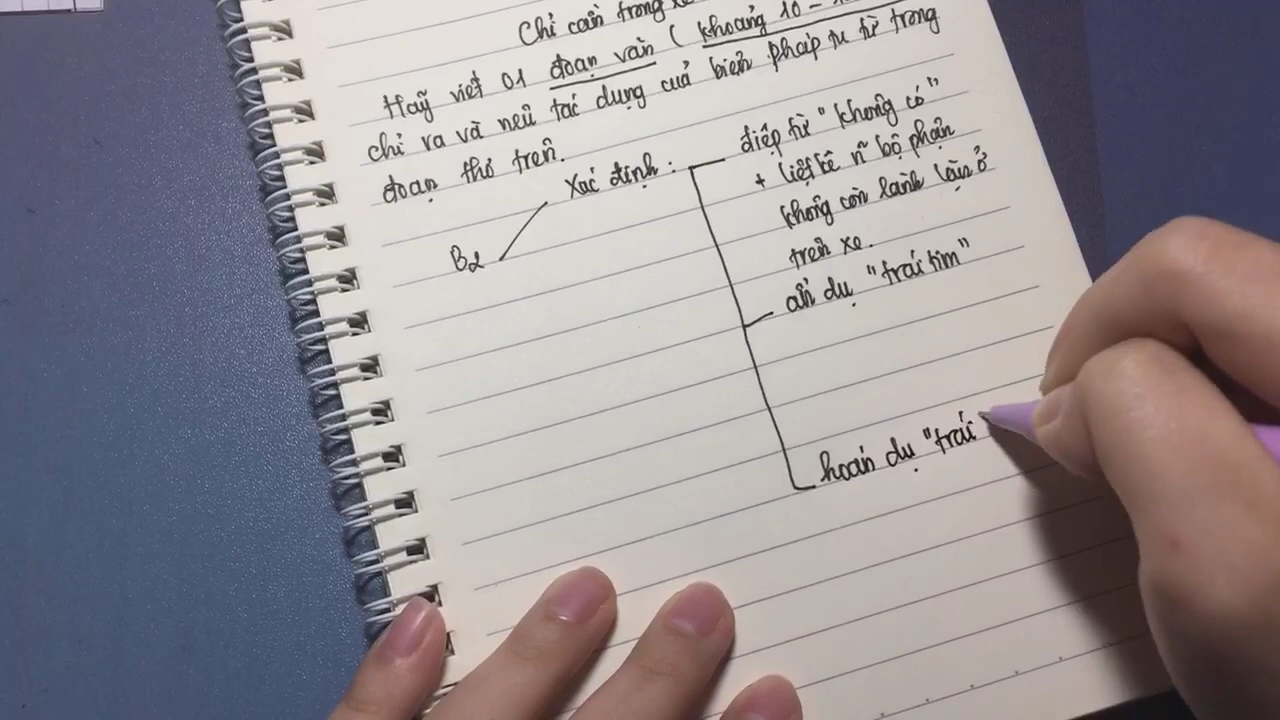 Chỉ cần trong xe
Hãy viết 01 đoạn văn ( khoảng 10 -
chỉ ra và nêu tác dụng của biện pháp tu từ trong
đoạn thơ trên.
B2
Xác định :
điệp từ "không có"
+ liệt kê ~ bộ phận
không còn lành lặn ở
trên xe.
ẩn dụ "trái tim"
hoán dụ "trái